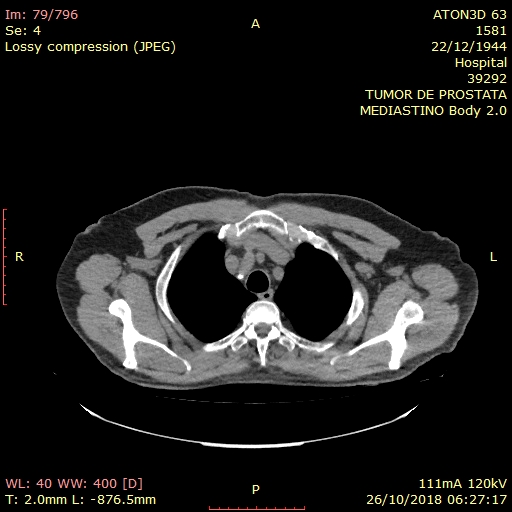 Im: 79/796
Se: 4
Lossy compression (JPEG)
A
ATON3D 63
1581
22/12/1944
Hospital
39292
TUMOR DE PROSTATA
MEDIASTINO Body 2.0
R
L
WL: 40 WW: 400 [D]
T: 2.0mm L: -876.5mm
P
111mA 120kV
26/10/2018 06:27:17